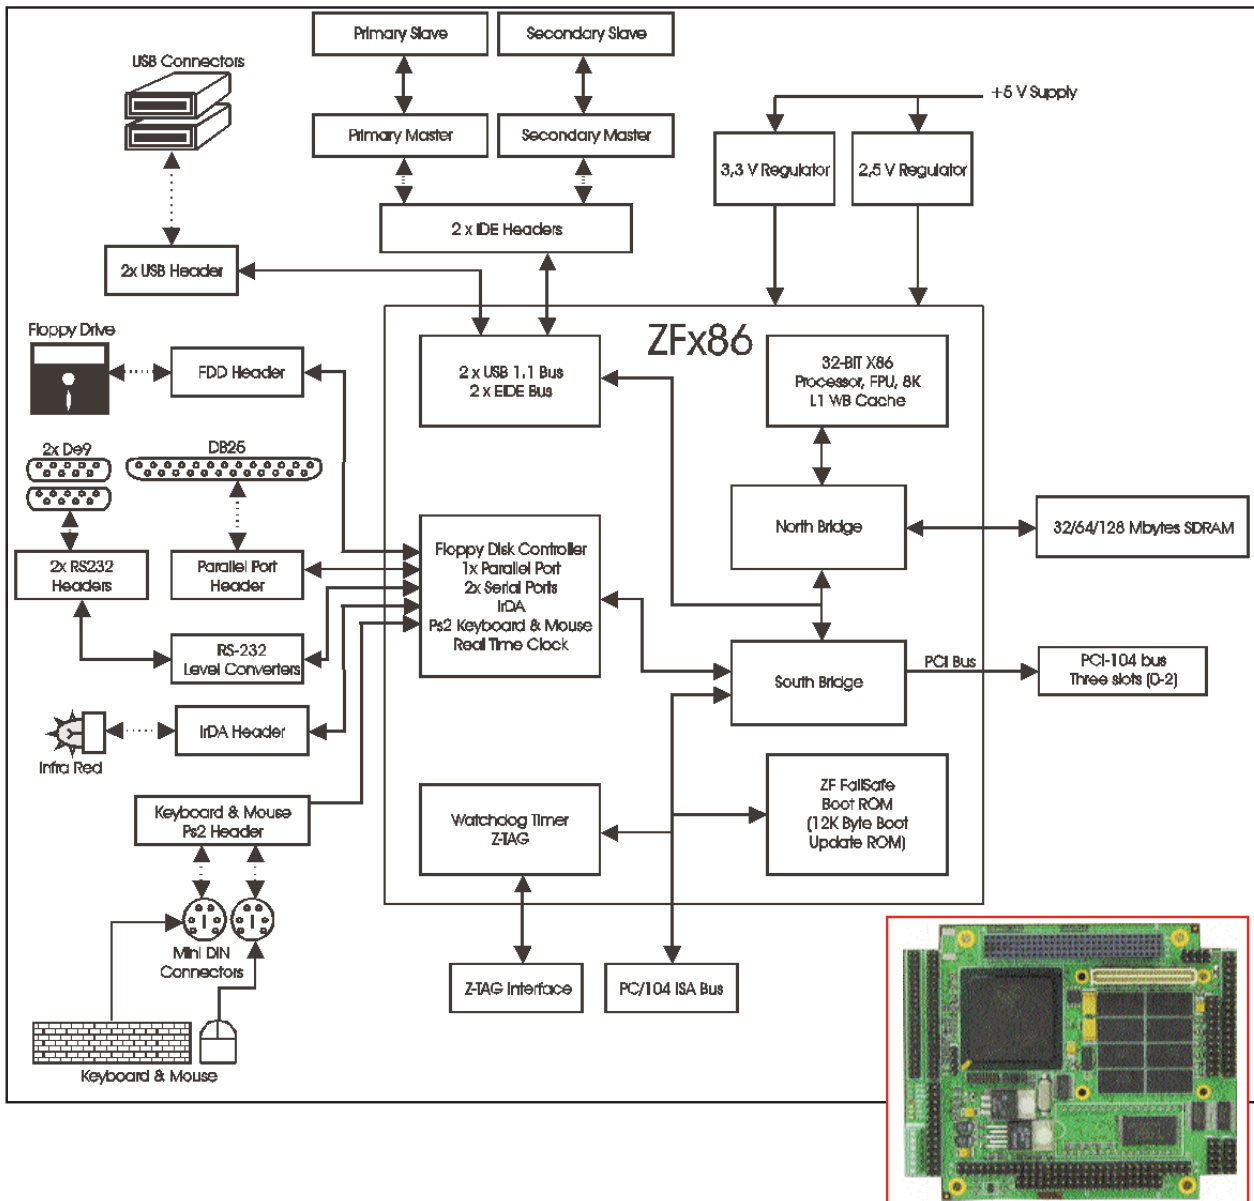 Primary Slave
Secondary Slave
USB Connectors
+5 V Supply
Primary Master
Secondary Master
3,3 V Regulator
2,5 V Regulator
2 x IDE Headers
2x USB Header
ZFx86
Floppy Drive
FDD Header
2 x USB 1.1 Bus
2 x EIDE Bus
32-BIT X86
Processor, FPU, 8K
L1 WB Cache
2x De9
DB25
North Bridge
32/64/128 Mbytes SDRAM
2x RS232
Headers
Parallel Port
Header
Floppy Disk Controller
1x Parallel Port
2x Serial Ports
IrDA
Ps2 Keyboard & Mouse
Real Time Clock
RS-232
Level Converters
South Bridge
PCI Bus
PCI-104 bus
Three slots (0-2)
IrDA Header
Infra Red
Keyboard & Mouse
Ps2 Header
Watchdog Timer
Z-TAG
ZF FailSafe
Boot ROM
(12K Byte Boot
Update ROM)
Mini DIN
Connectors
Z-TAG Interface
PC/104 ISA Bus
Keyboard & Mouse